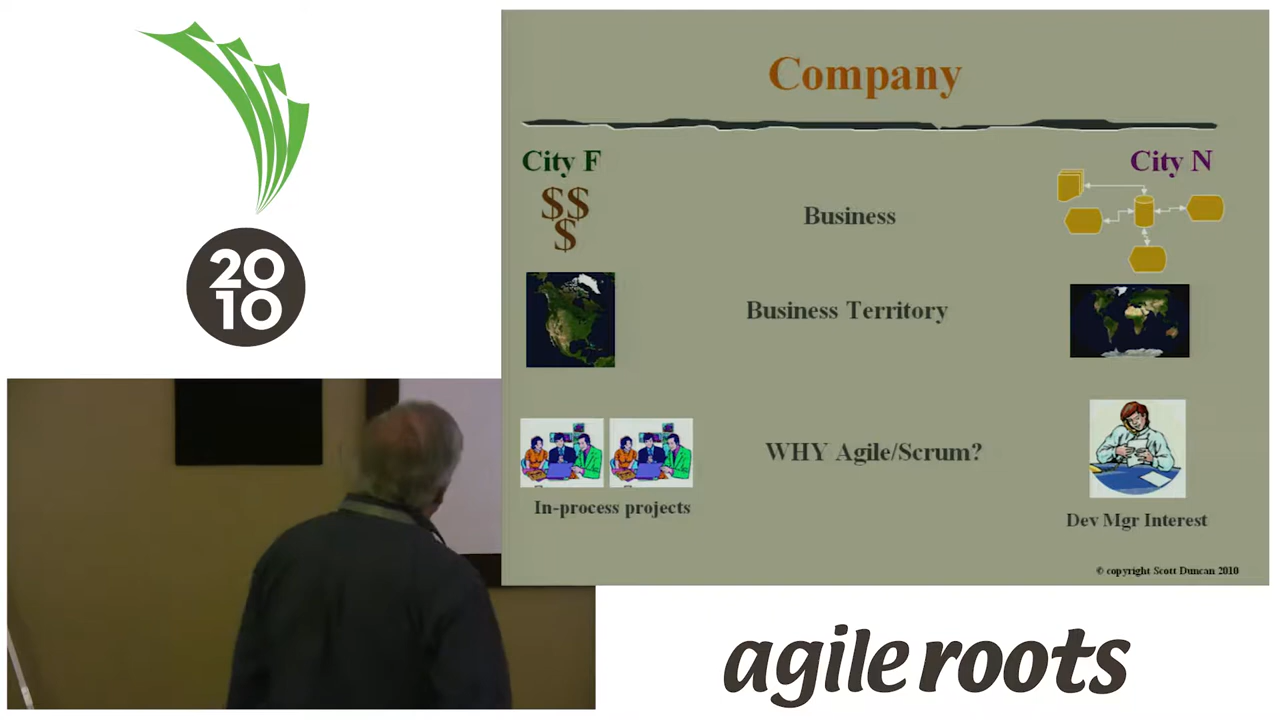 20
10
Company
City F
City N
$$
$
Business
Business Territory
WHY Agile/Scrum?
In-process projects
Dev Mgr Interest
© copyright Scott Duncan 2010
agile roots